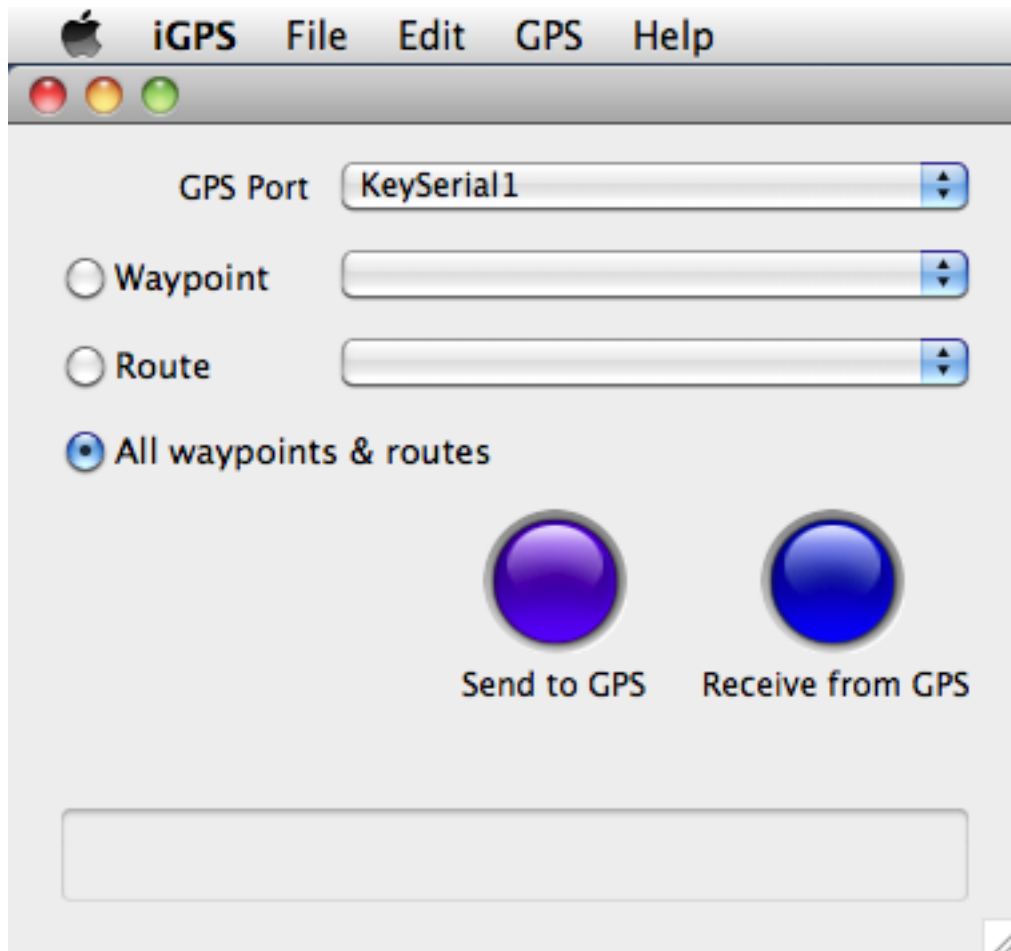 iGPS File Edit GPS Help
GPS Port KeySerial1
Waypoint
Route
All waypoints & routes
Send to GPS Receive from GPS